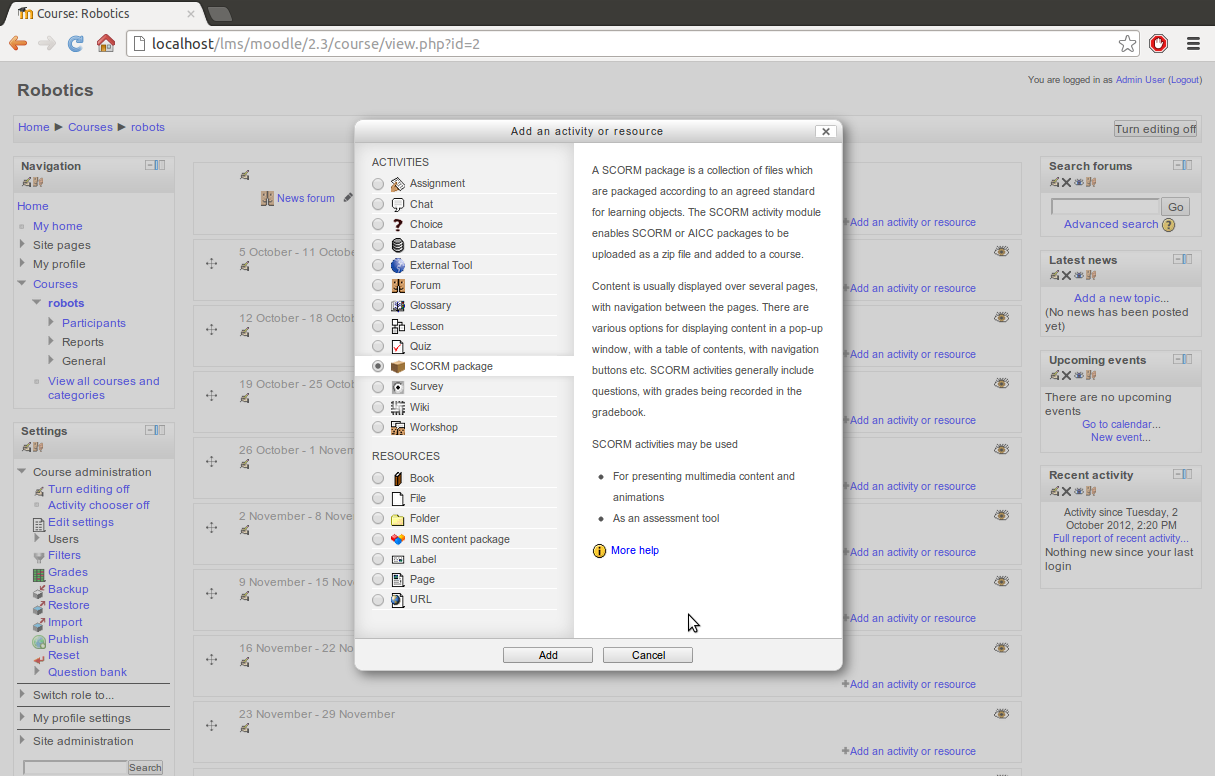 Course: Robotics
localhost/lms/moodle/2.3/course/view.php?id=2
Robotics
You are logged in as Admin User (Logout)
Home ► Courses ► robots
Turn editing off
Navigation
Home
My home
Site pages
My profile
Courses
robots
Participants
Reports
General
View all courses and
categories
Settings
Course administration
Turn editing off
Activity chooser off
Edit settings
Users
Filters
Grades
Backup
Restore
Import
Publish
Reset
Question bank
Switch role to...
My profile settings
Site administration
Search
News forum
Add an activity or resource
5 October - 11 Octobe
Add an activity or resource
12 October - 18 Octo
Add an activity or resource
19 October - 25 Octo
Add an activity or resource
26 October - 1 Novem
Add an activity or resource
2 November - 8 Nove
Add an activity or resource
9 November - 15 Nov
Add an activity or resource
16 November - 22 No
Add an activity or resource
23 November - 29 November
Add an activity or resource
Add an activity or resource
ACTIVITIES
Assignment
Chat
Choice
Database
External Tool
Forum
Glossary
Lesson
Quiz
SCORM package
Survey
Wiki
Workshop
RESOURCES
Book
File
Folder
IMS content package
Label
Page
URL
A SCORM package is a collection of files which
are packaged according to an agreed standard
for learning objects. The SCORM activity module
enables SCORM or AICC packages to be
uploaded as a zip file and added to a course.
Content is usually displayed over several pages,
with navigation between the pages. There are
various options for displaying content in a pop-up
window, with a table of contents, with navigation
buttons etc. SCORM activities generally include
questions, with grades being recorded in the
gradebook.
SCORM activities may be used
• For presenting multimedia content and
animations
• As an assessment tool
More help
Add
Cancel
Search forums
Go
Advanced search
Latest news
Add a new topic...
(No news has been posted
yet)
Upcoming events
There are no upcoming
events
Go to calendar...
New event...
Recent activity
Activity since Tuesday, 2
October 2012, 2:20 PM
Full report of recent activity...
Nothing new since your last
login